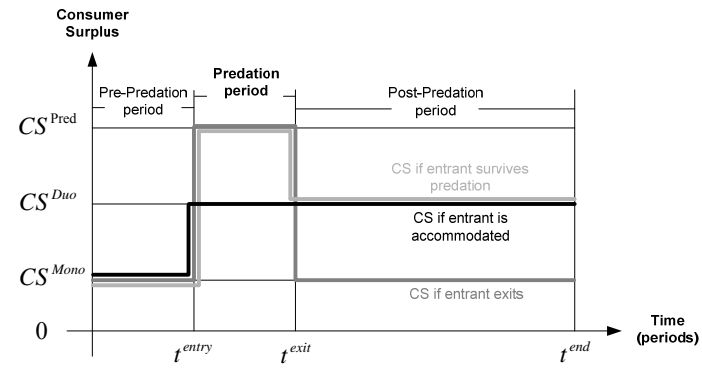 Consumer
Surplus
Predation
period
Pre-Predation
period
Post-Predation
period
CS^Pred
CS if entrant survives
predation
CS^Duo
CS if entrant is
accommodated
CS^Mono
CS if entrant exits
0
Time
(periods)
t^entry
t^exit
t^end